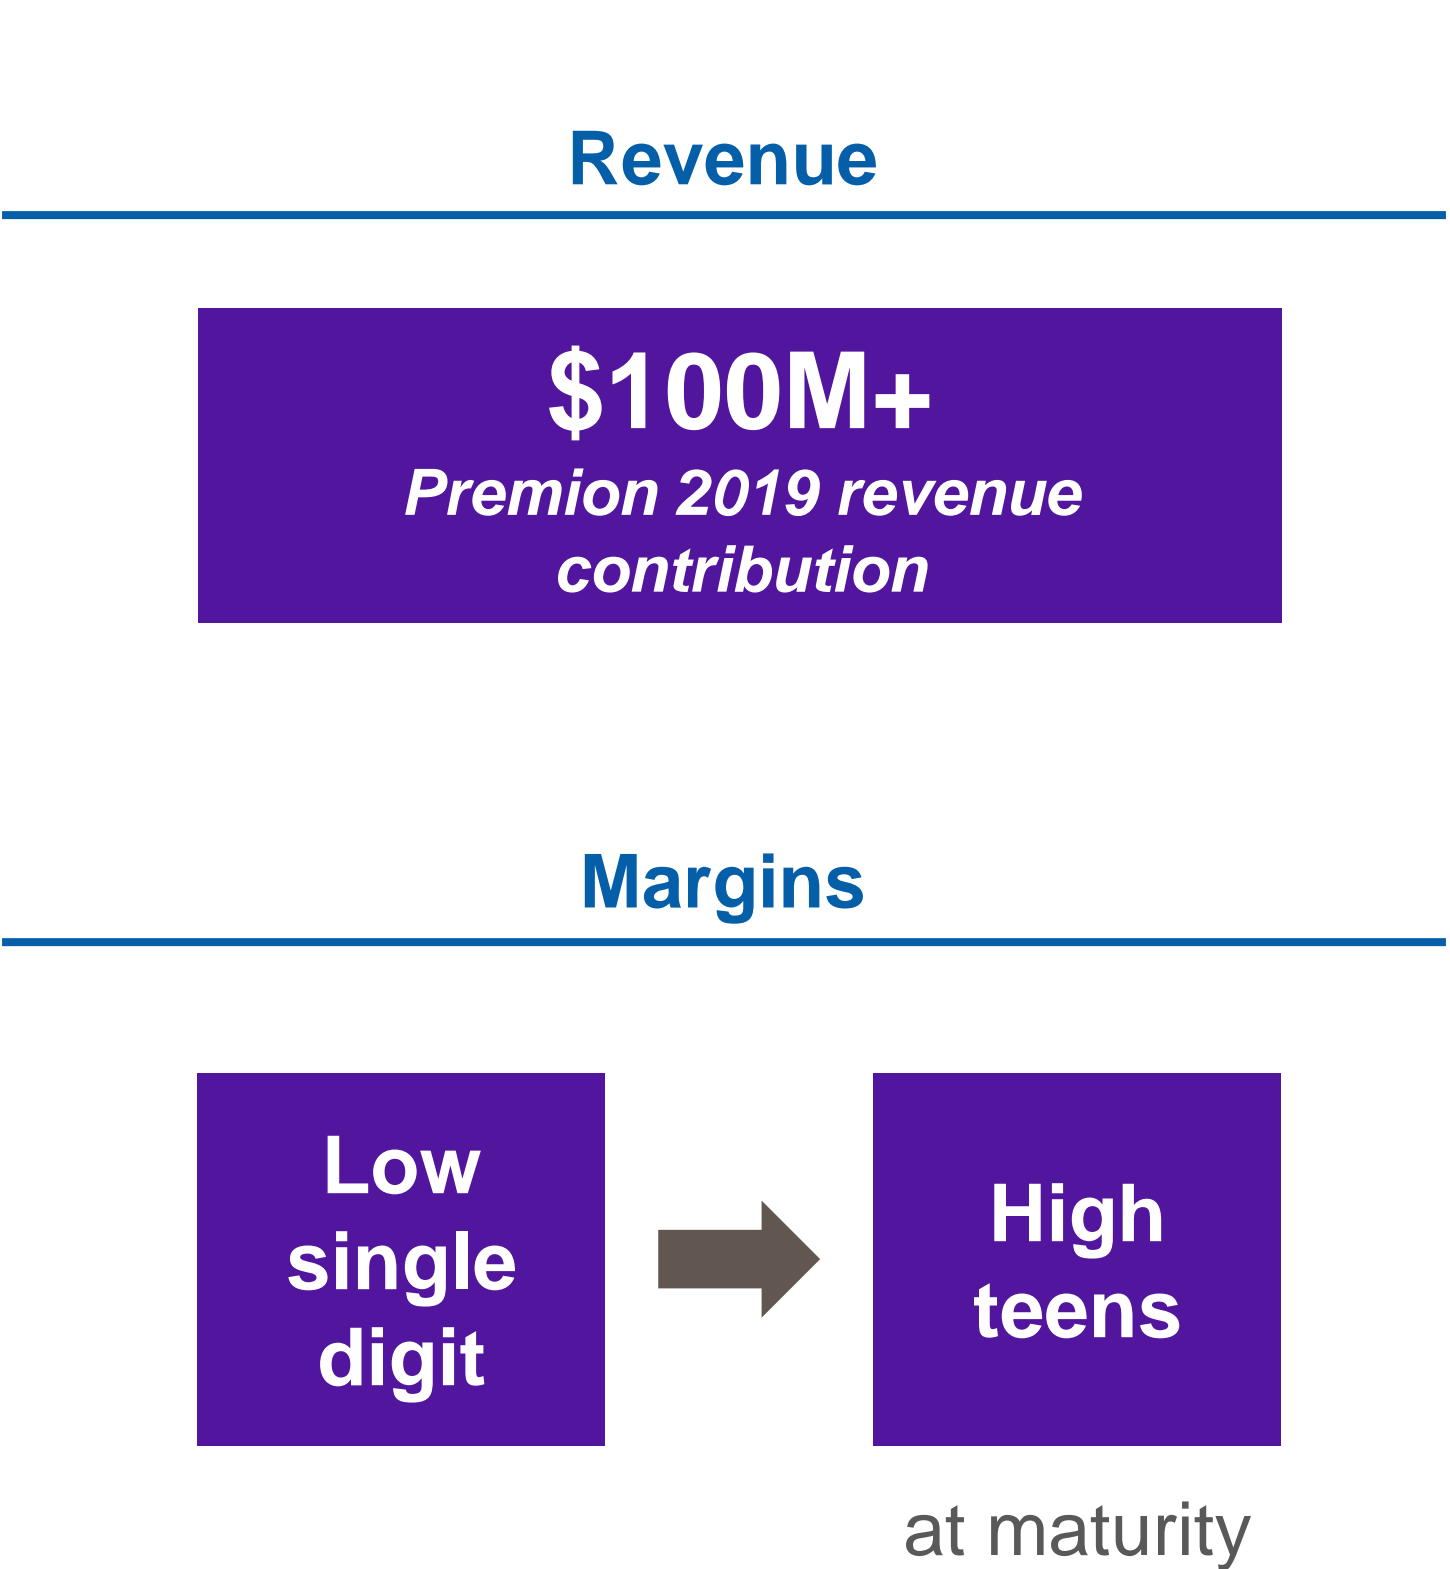 Revenue
$100M+
Premion 2019 revenue
contribution
Margins
Low
single
digit
High
teens
at maturity